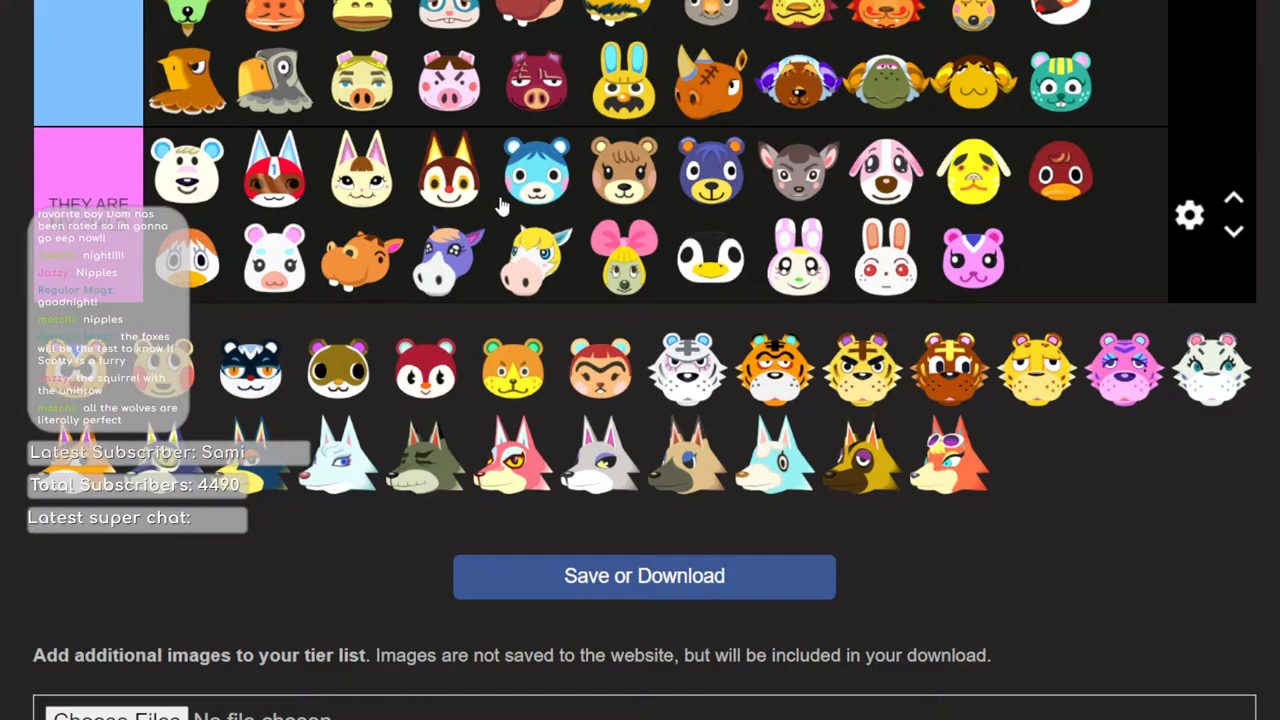 THEY ARE
favorite boy Dom has
been rated so im gonna
go eep now!!
night!!!!
Jazzy: Nipples
Regular Magz:
goodnight!
matchi: nipples
the foxes
will be the test to know if
Scotty is a furry
Jazzy: the squirrel with
the unibrow
matchi: all the wolves are
literally perfect
Latest Subscriber: Sami
Total Subscribers: 4490
Latest super chat:
Save or Download
Add additional images to your tier list. Images are not saved to the website, but will be included in your download.
Choose Files No file chosen